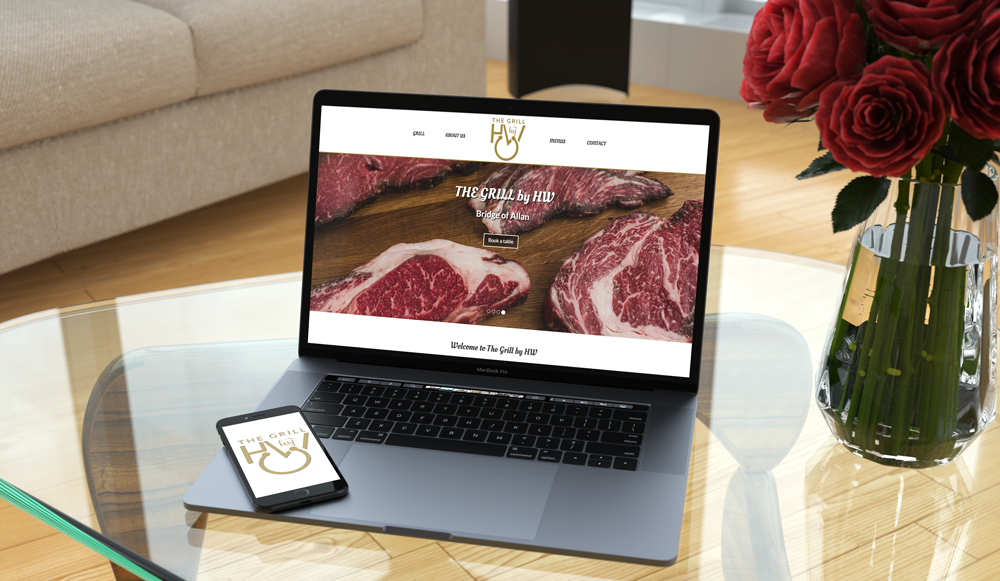 GRILL
ABOUT US
THE GRILL
by
HW
MENUS
CONTACT
THE GRILL by HW
Bridge of Allan
Book a table
Welcome to The Grill by HW
MacBook Pro
THE GRILL
by
HW